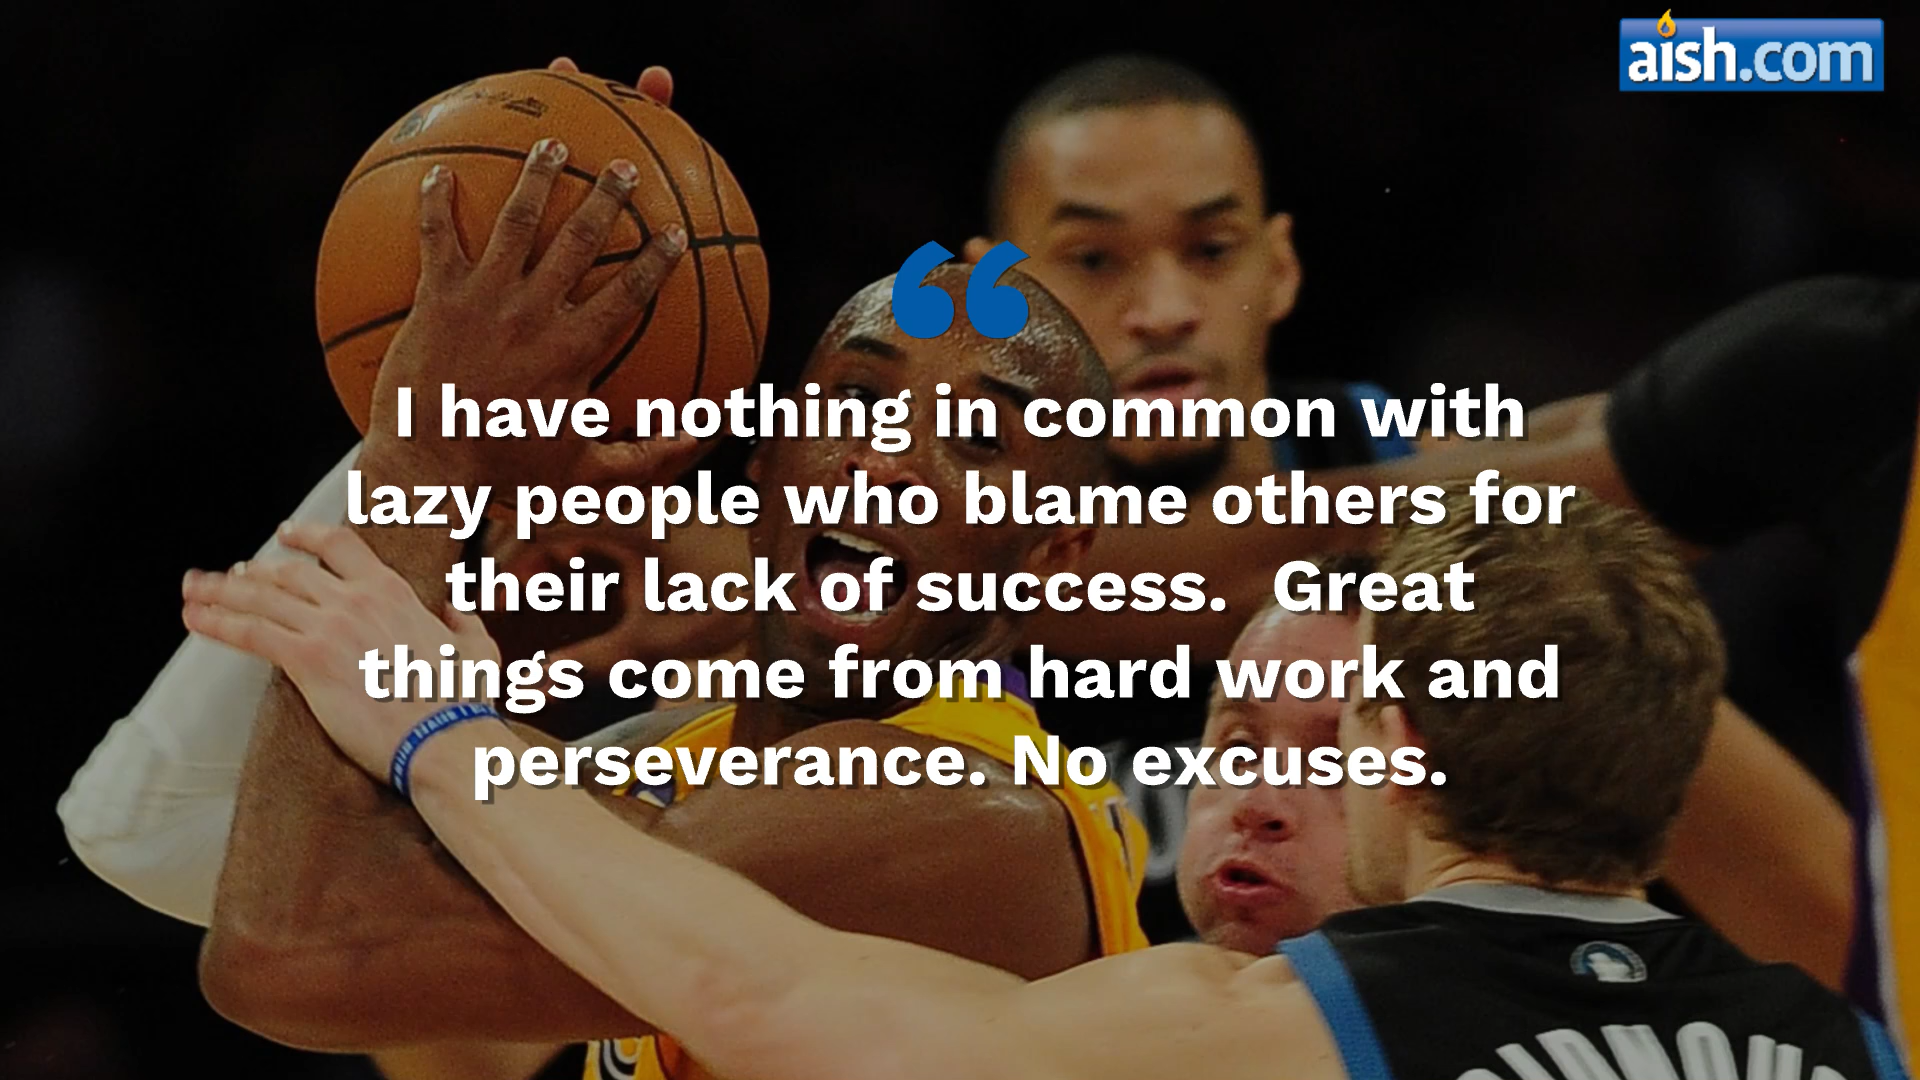 aish.com
“
I have nothing in common with
lazy people who blame others for
their lack of success.  Great
things come from hard work and
perseverance. No excuses.